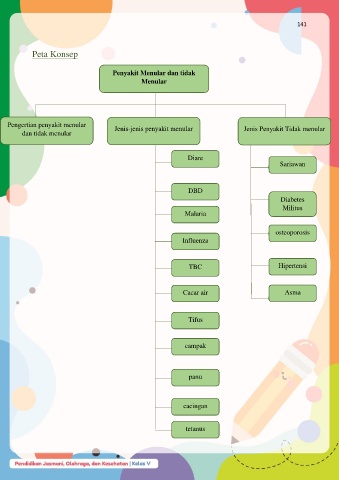 141
Peta Konsep
Penyakit Menular dan tidak
Menular
Pengertian penyakit menular
dan tidak menular
Jenis-jenis penyakit menular
Diare
DBD
Malaria
Influenza
TBC
Cacar air
Tifus
campak
panu
cacingan
tetanus
Jenis Penyakit Tidak menular
Sariawan
Diabetes
Militus
osteoporosis
Hipertensi
Asma
Pendidikan Jasmani, Olahraga, dan Kesehatan | Kelas V